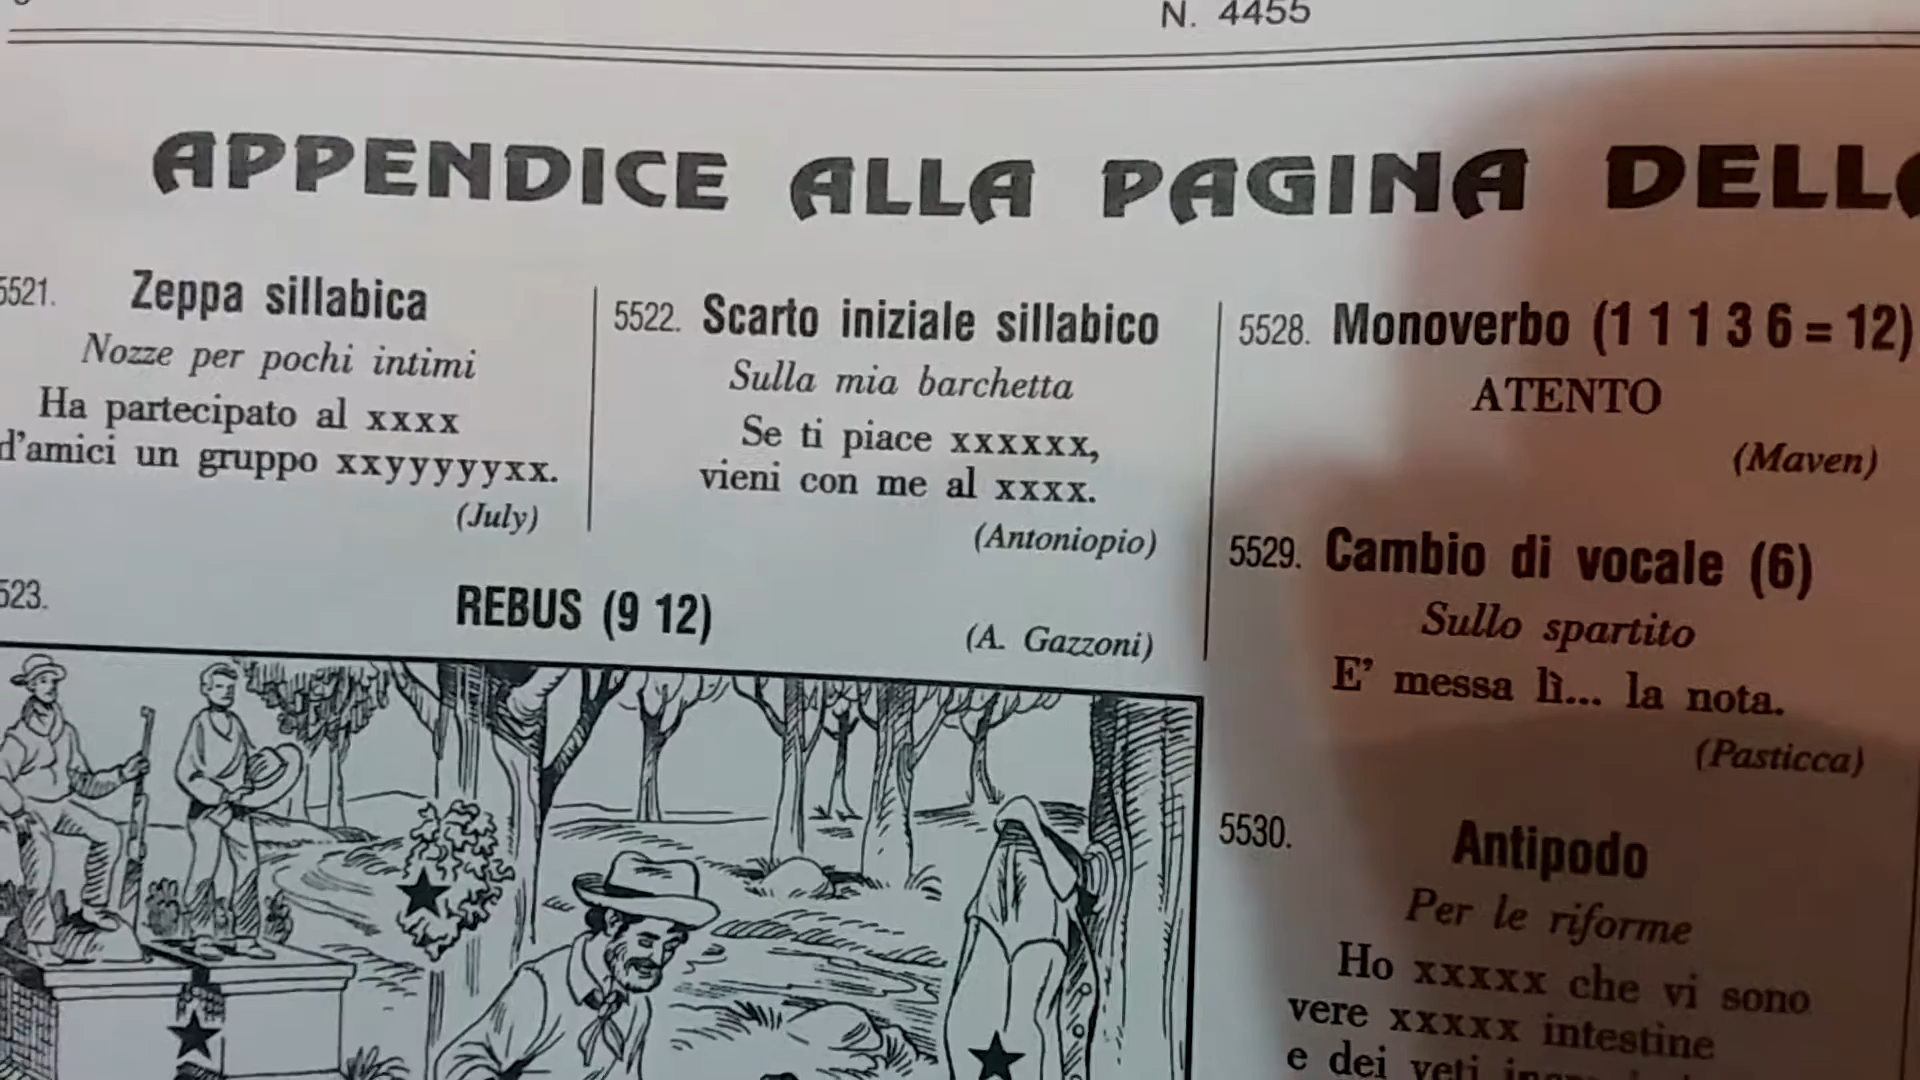 N. 4455
APPENDICE ALLA PAGINA
5521. Zeppa sillabica
Nozze per pochi intimi
Ha partecipato al xxxx
d'amici un gruppo xxyyyyyxx.
(July)
5522. Scarto iniziale sillabico
Sulla mia barchetta
Se ti piace xxxxxx,
vieni con me al xxxx.
(Antoniopio)
523. REBUS (9 12) (A. Gazzoni)
5528. Monoverbo (1 1 1 3 6 = 12)
ATENTO
(Maven)
5529. Cambio di vocale (6)
Sullo spartito
E' messa lì... la nota.
(Pasticca)
5530. Antipodo
Per le riforme
Ho xxxxx che vi sono
vere xxxxx intestine
e dei veti